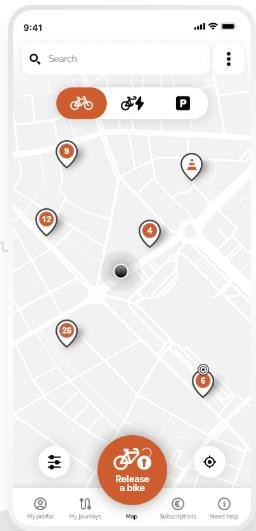 9:41
Search
P
9
12
4
26
6
Release
a bike
My profile
My journeys
Map
Subscriptions
Need help